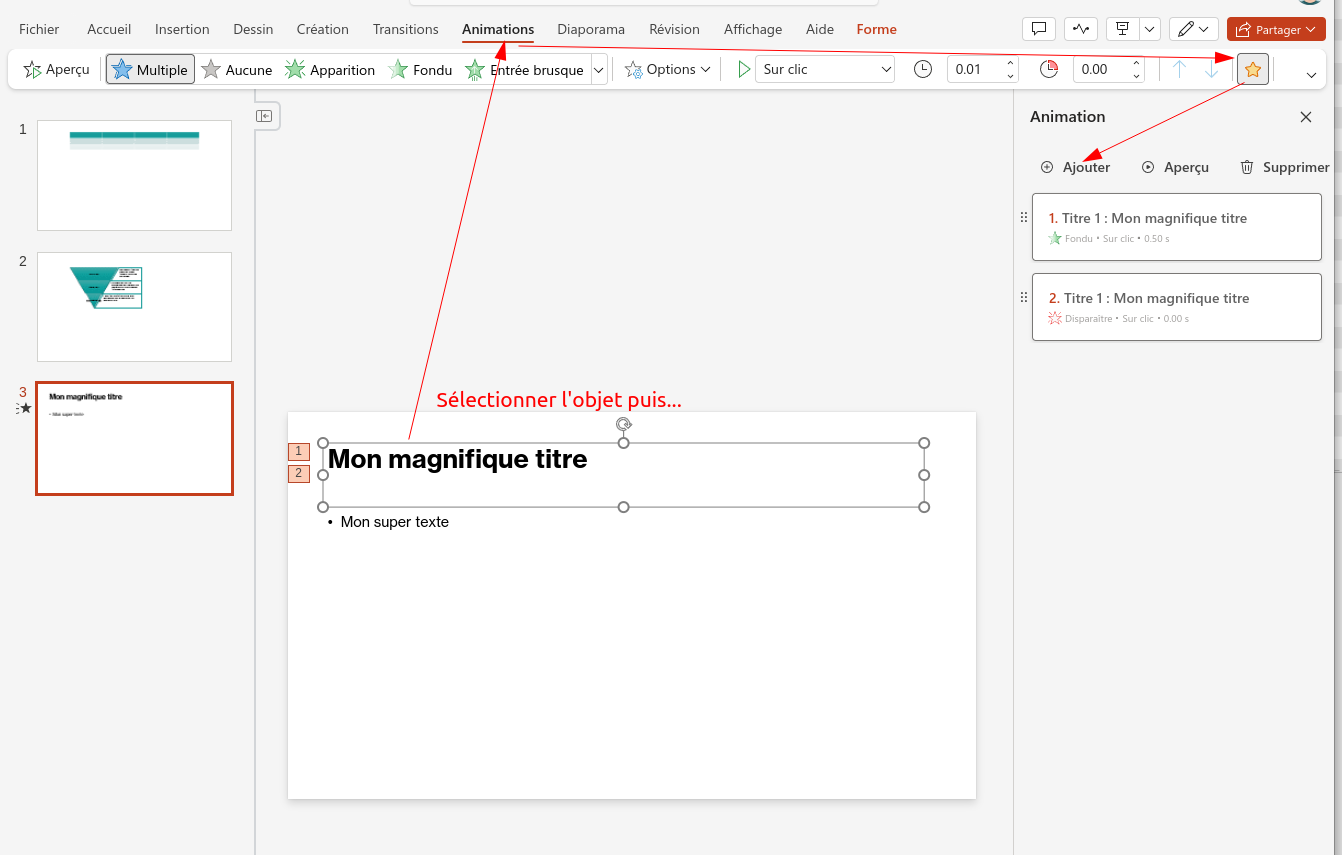 Fichier Accueil Insertion Dessin Création Transitions Animations Diaporama Révision Affichage Aide Forme Partager
Aperçu Multiple Aucune Apparition Fondu Entrée brusque Options Sur clic 0.01 0.00
1
2
3
Mon magnifique titre
• Mon super texte
Sélectionner l'objet puis...
1
2
Mon magnifique titre
• Mon super texte
Animation
Ajouter Aperçu Supprimer
1. Titre 1 : Mon magnifique titre
Fondu • Sur clic • 0.50 s
2. Titre 1 : Mon magnifique titre
Disparaître • Sur clic • 0.00 s